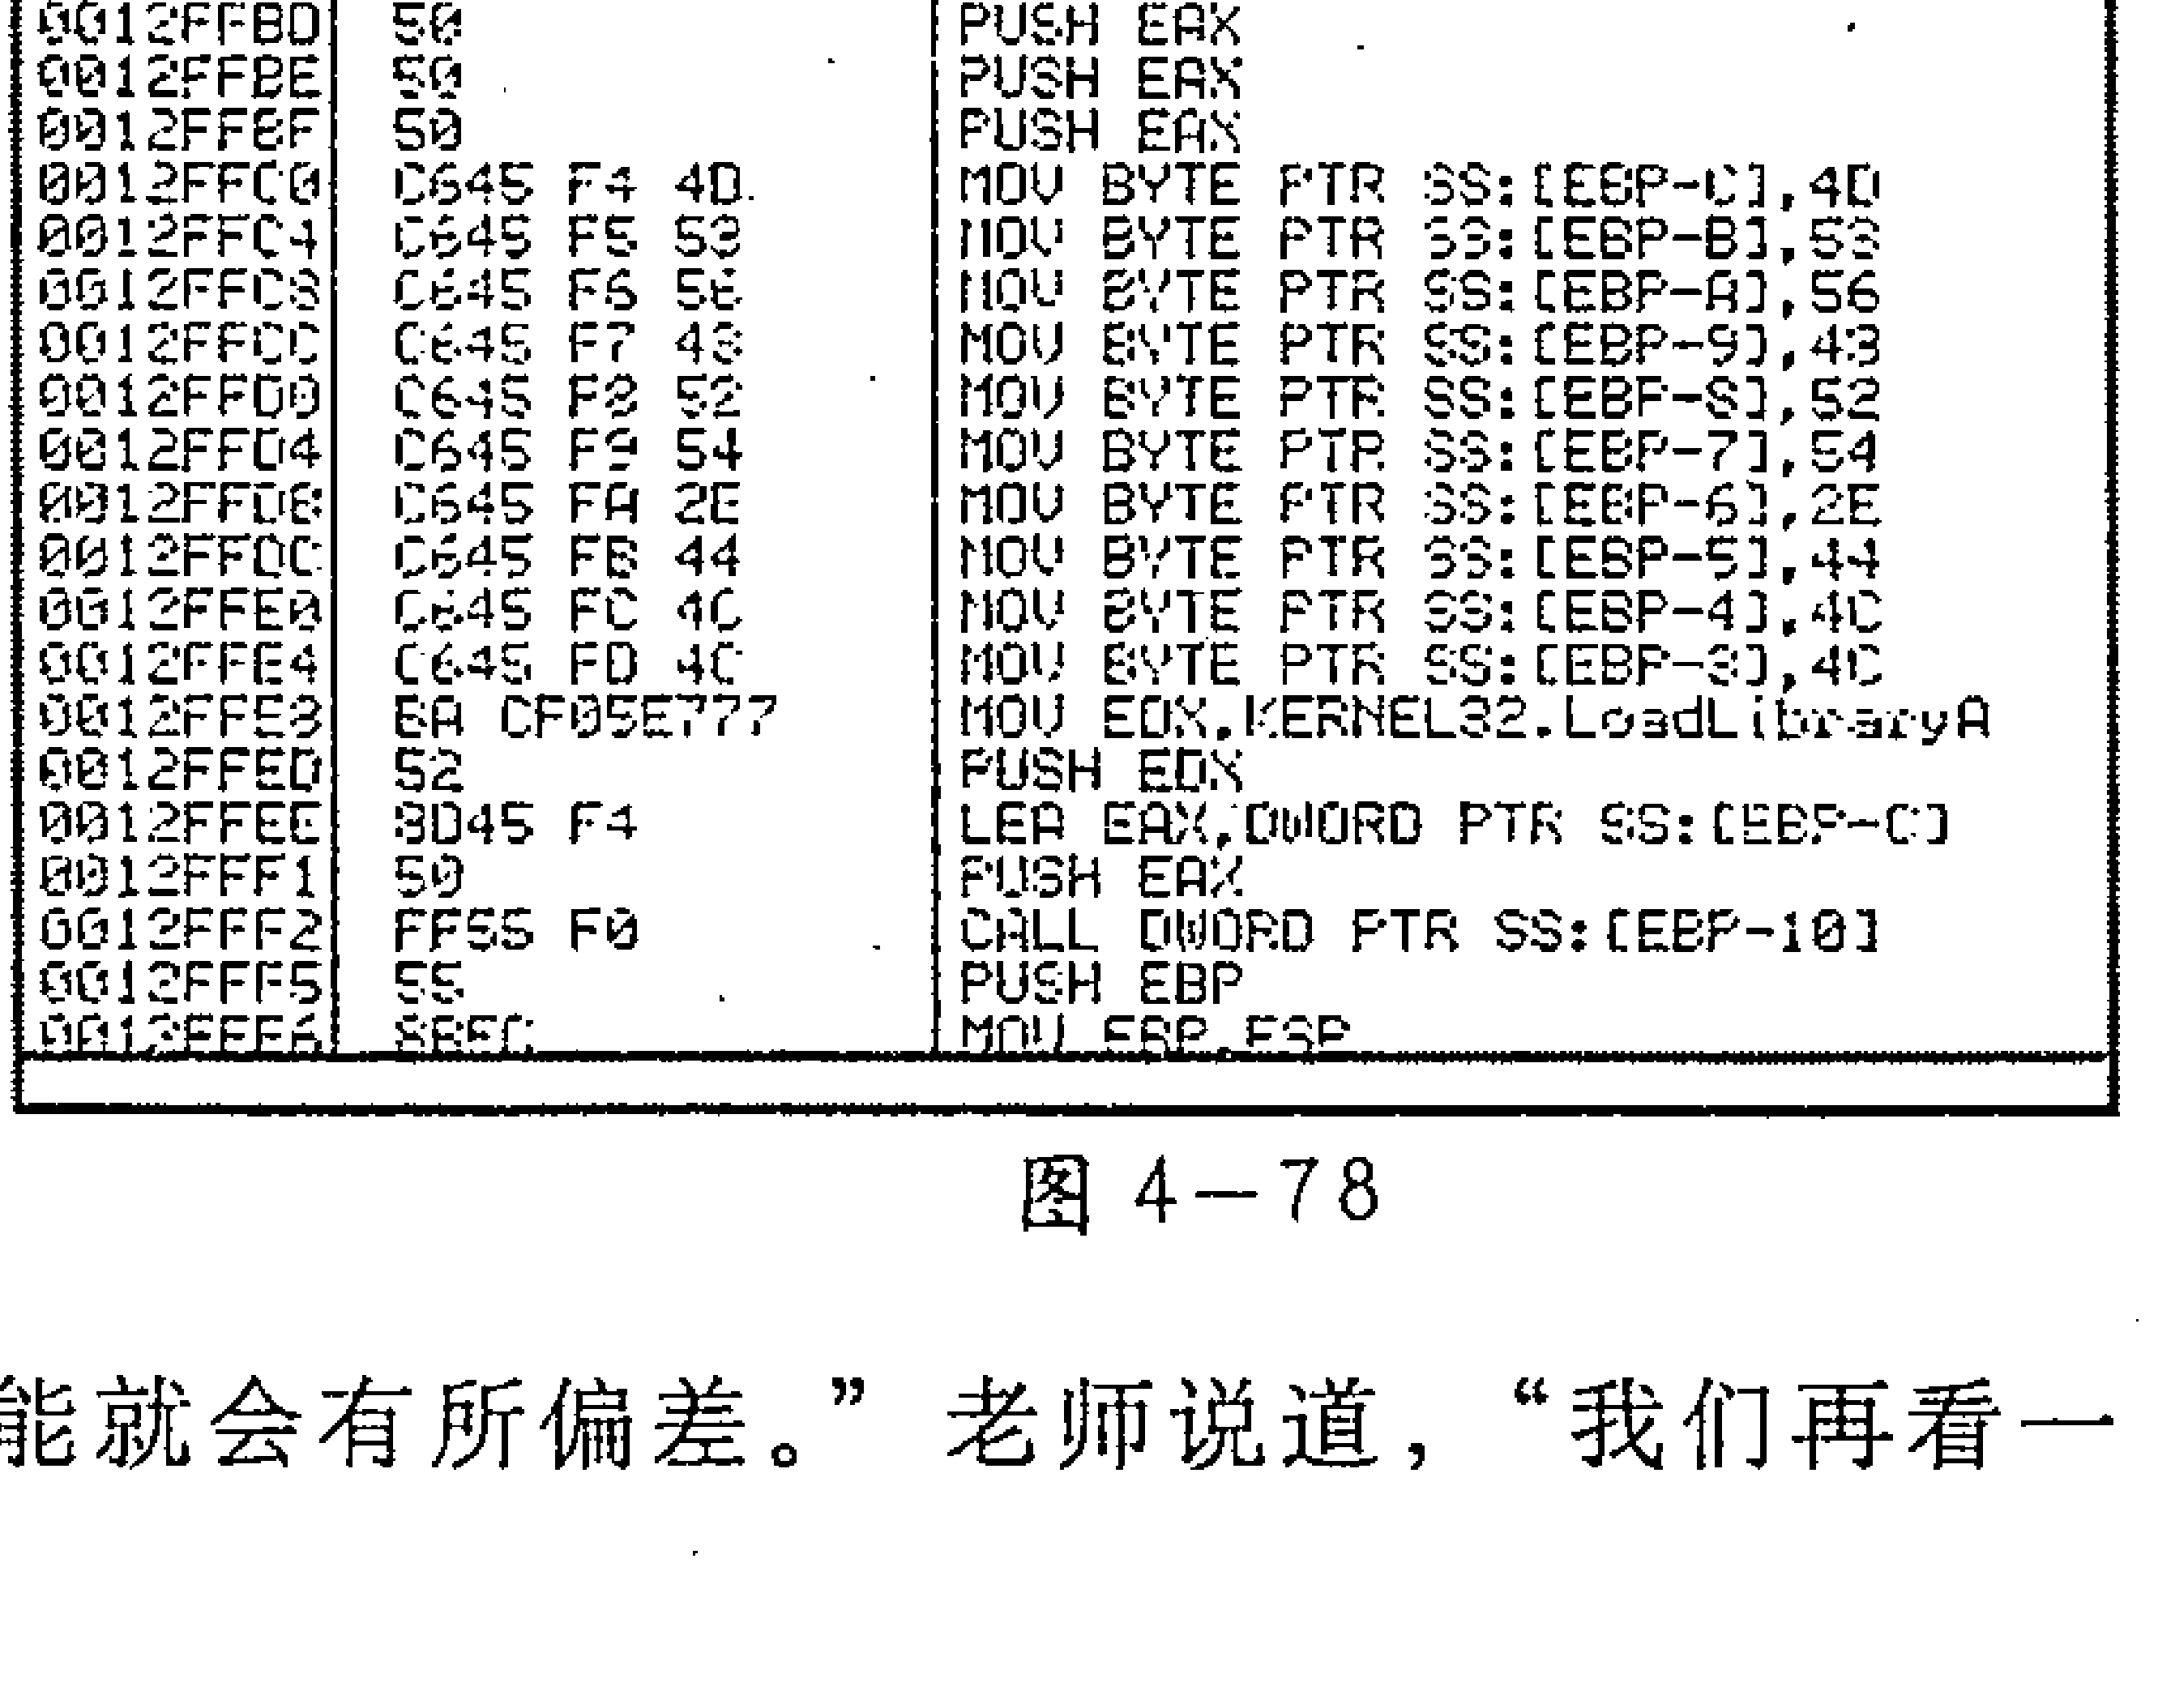 0012FFBD 50 PUSH EAX
0012FFBE 50 PUSH EAX
0012FFBF 50 PUSH EAX
0012FFC0 C645 F4 4D MOV BYTE PTR SS:[EBP-C],4D
0012FFC4 C645 F5 53 MOV BYTE PTR SS:[EBP-B],53
0012FFC8 C645 F6 56 MOV BYTE PTR SS:[EBP-A],56
0012FFCC C645 F7 43 MOV BYTE PTR SS:[EBP-9],43
0012FFD0 C645 F8 52 MOV BYTE PTR SS:[EBP-8],52
0012FFD4 C645 F9 54 MOV BYTE PTR SS:[EBP-7],54
0012FFD8 C645 FA 2E MOV BYTE PTR SS:[EBP-6],2E
0012FFDC C645 FB 44 MOV BYTE PTR SS:[EBP-5],44
0012FFE0 C645 FC 4C MOV BYTE PTR SS:[EBP-4],4C
0012FFE4 C645 FD 4C MOV BYTE PTR SS:[EBP-3],4C
0012FFE8 BA CF05E777 MOV EDX,KERNEL32.LoadLibraryA
0012FFED 52 PUSH EDX
0012FFEE 8D45 F4 LEA EAX,DWORD PTR SS:[EBP-C]
0012FFF1 50 PUSH EAX
0012FFF2 FF55 F0 CALL DWORD PTR SS:[EBP-10]
0012FFF5 55 PUSH EBP
0012FFF6 8BEC MOV EBP,ESP
图 4-78
能就会有所偏差。”老师说道，“我们再看一